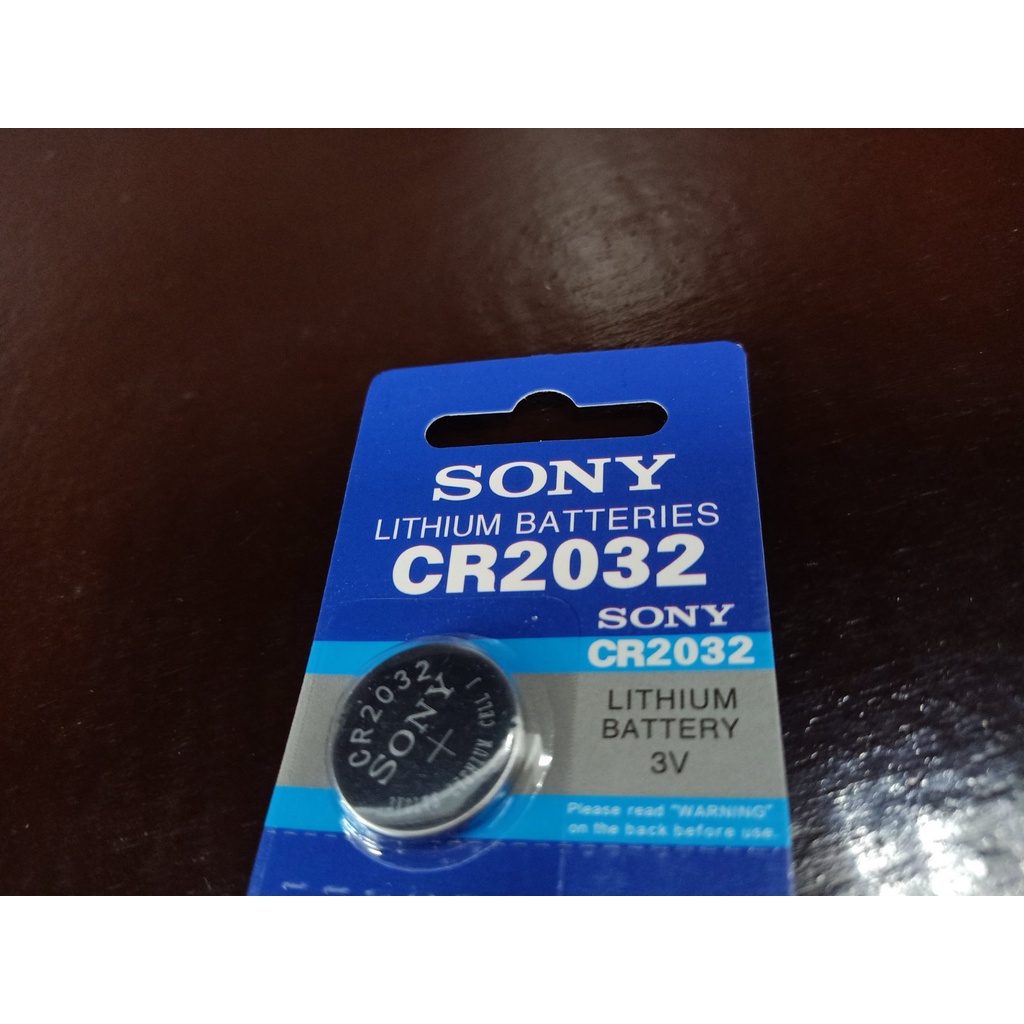 SONY
LITHIUM BATTERIES
CR2032
SONY
CR2032
LITHIUM
BATTERY
3V
Please read "WARNING"
on the back before use.
CR2032
SONY
+
CELL